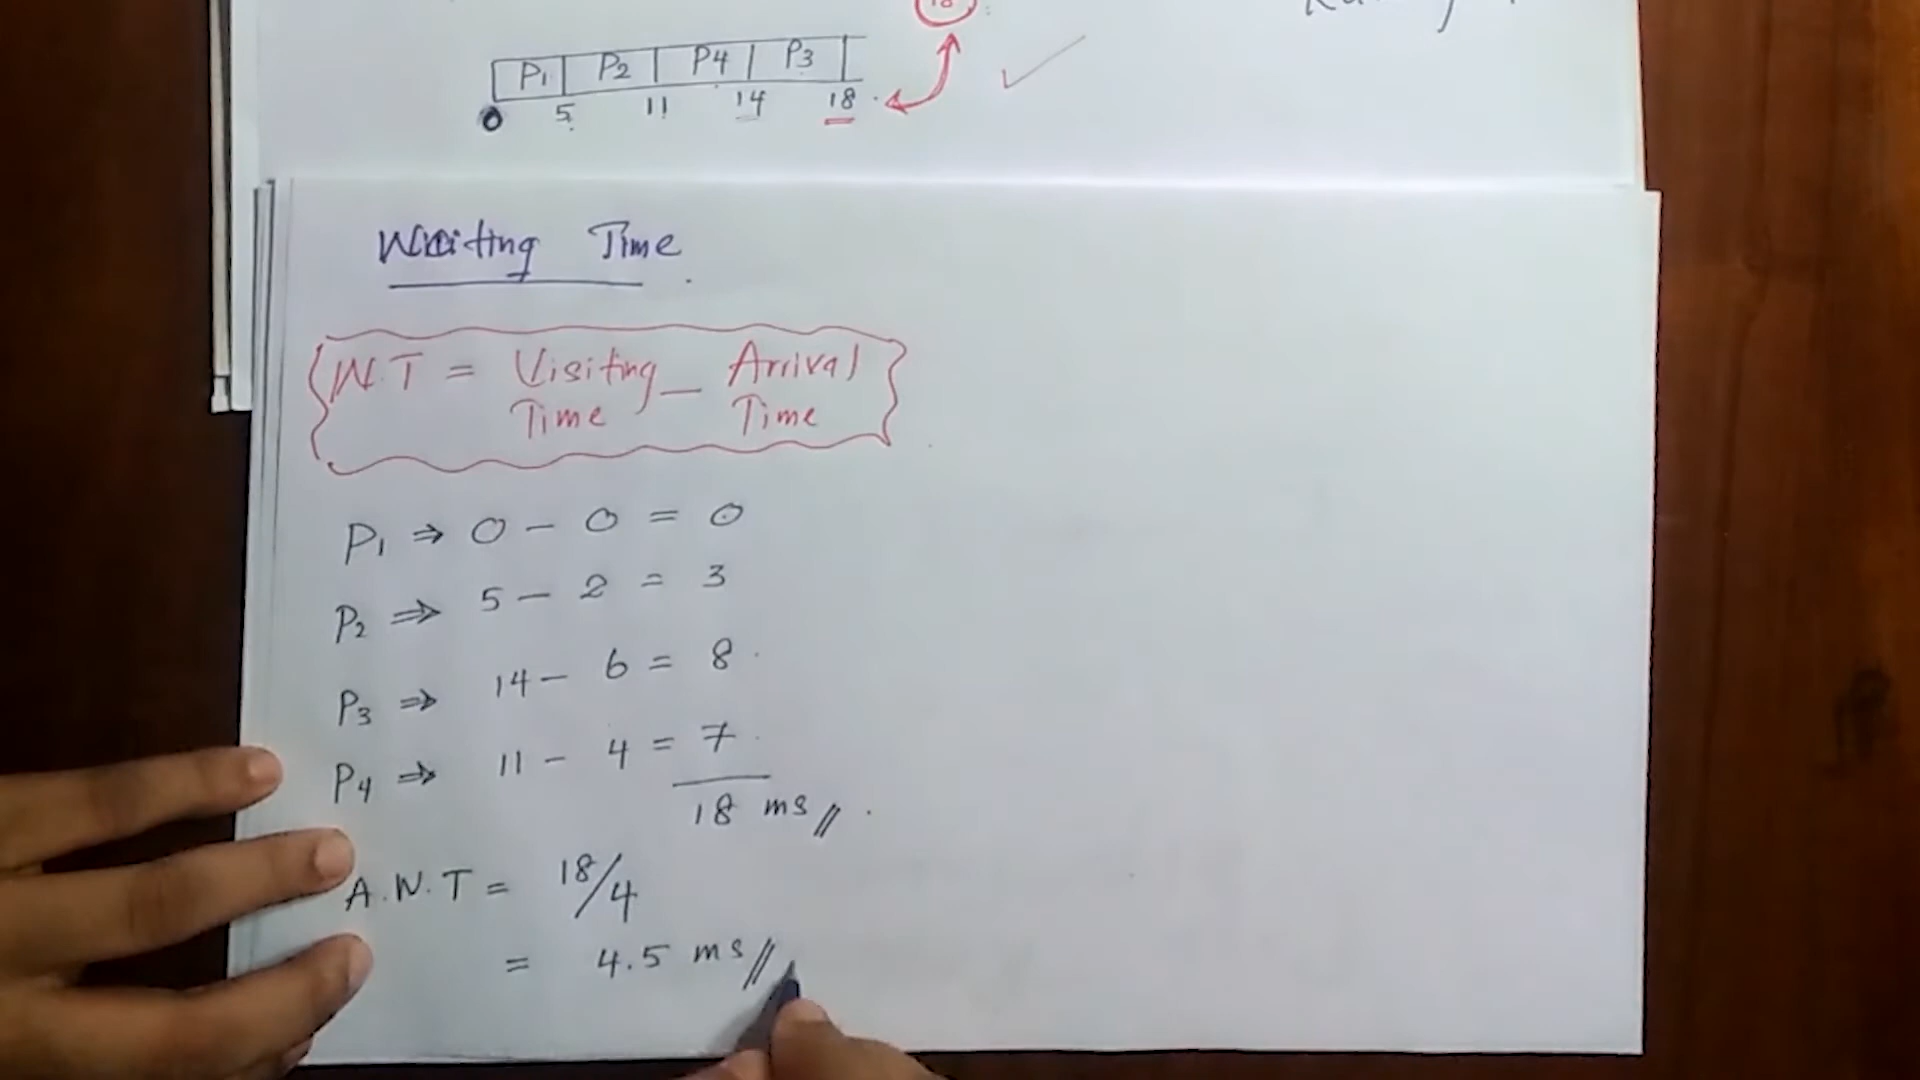 18
P1 P2 P4 P3
0 5 11 14 18
Waiting Time
W.T = Visiting Time - Arrival Time
P1 ⇒ 0 - 0 = 0
P2 ⇒ 5 - 2 = 3
P3 ⇒ 14 - 6 = 8
P4 ⇒ 11 - 4 = 7
18 ms //
A.W.T = 18/4
= 4.5 ms //